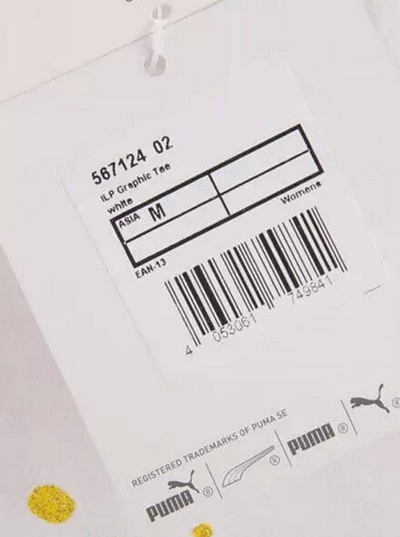 567124 02
ILP Graphic Tee
white
ASIA M
Womens
EAN-13
4 053061 749841
REGISTERED TRADEMARKS OF PUMA SE
PUMA ® ® PUMA ® ®